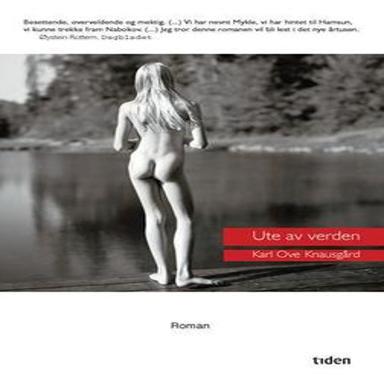 Besettende, overveldende og mektig. (...) Vi har nevnt Mykle, vi har hintet til Hamsun,
vi kunne trekke fram Nabokov. (...) Jeg tror denne romanen vil bli lest i det nye årtusen.
Øystein Rottem, Dagbladet
Ute av verden
Karl Ove Knausgård
Roman
tiden